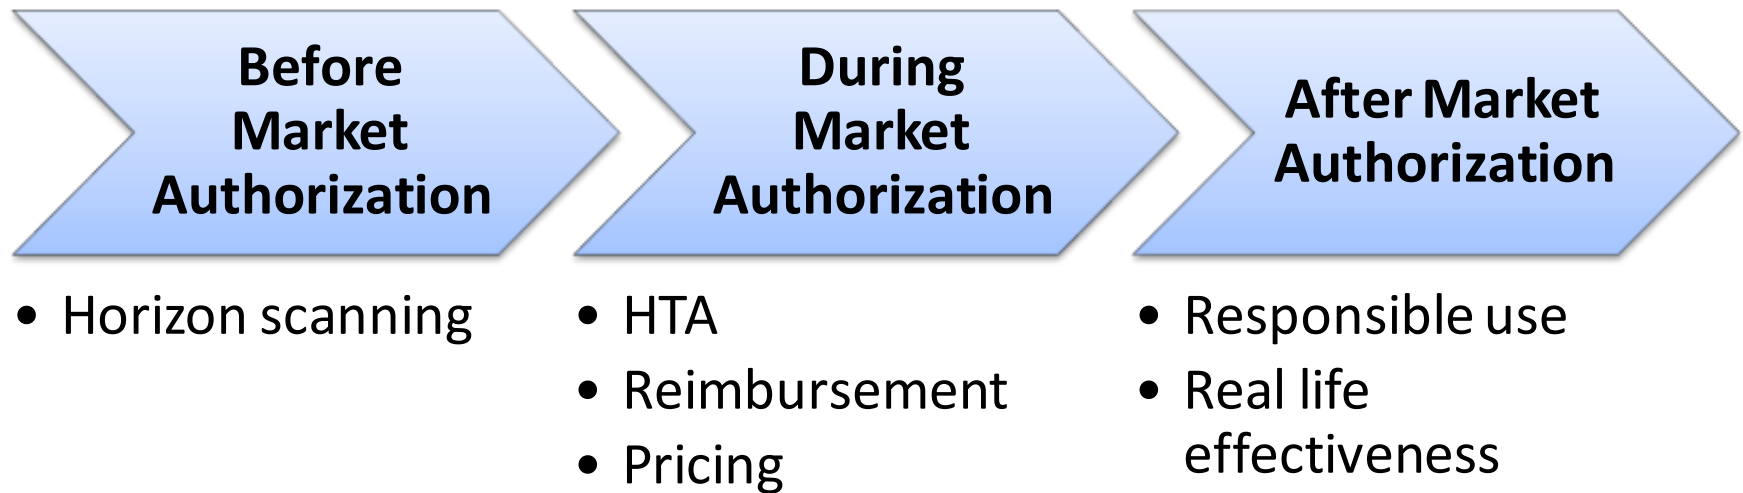 Before
Market
Authorization
• Horizon scanning
During
Market
Authorization
• HTA
• Reimbursement
• Pricing
After Market
Authorization
• Responsible use
• Real life
effectiveness